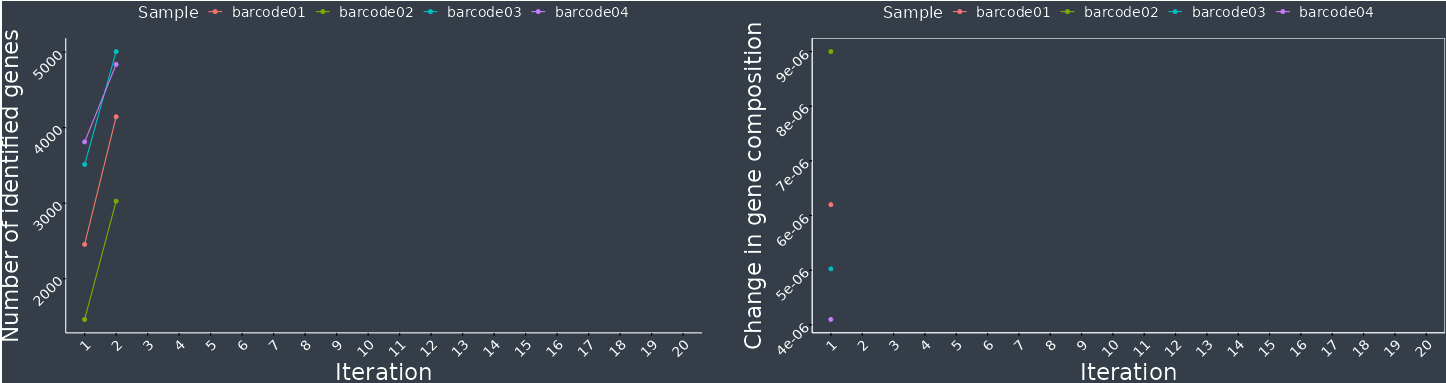 Sample barcode01 barcode02 barcode03 barcode04
Number of identified genes
5000
4000
3000
2000
1 2 3 4 5 6 7 8 9 10 11 12 13 14 15 16 17 18 19 20
Iteration
Sample barcode01 barcode02 barcode03 barcode04
Change in gene composition
9e-06
8e-06
7e-06
6e-06
5e-06
4e-06
1 2 3 4 5 6 7 8 9 10 11 12 13 14 15 16 17 18 19 20
Iteration